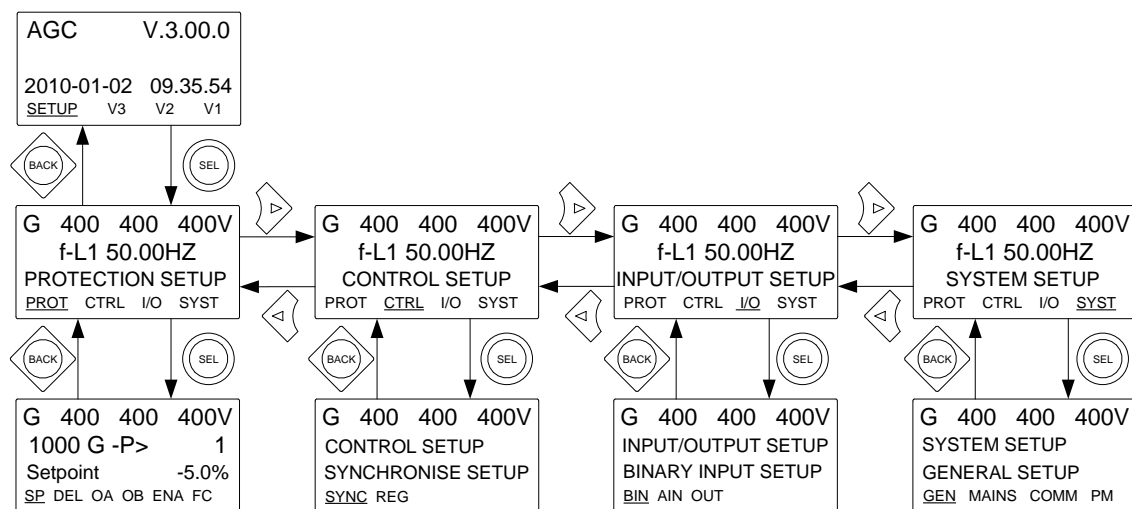 AGC V.3.00.0
2010-01-02 09.35.54
SETUP V3 V2 V1
BACK SEL
G 400 400 400V
f-L1 50.00HZ
PROTECTION SETUP
PROT CTRL I/O SYST
G 400 400 400V
f-L1 50.00HZ
CONTROL SETUP
PROT CTRL I/O SYST
G 400 400 400V
f-L1 50.00HZ
INPUT/OUTPUT SETUP
PROT CTRL I/O SYST
G 400 400 400V
f-L1 50.00HZ
SYSTEM SETUP
PROT CTRL I/O SYST
BACK SEL
BACK SEL
BACK SEL
BACK SEL
G 400 400 400V
1000 G -P> 1
Setpoint -5.0%
SP DEL OA OB ENA FC
G 400 400 400V
CONTROL SETUP
SYNCHRONISE SETUP
SYNC REG
G 400 400 400V
INPUT/OUTPUT SETUP
BINARY INPUT SETUP
BIN AIN OUT
G 400 400 400V
SYSTEM SETUP
GENERAL SETUP
GEN MAINS COMM PM